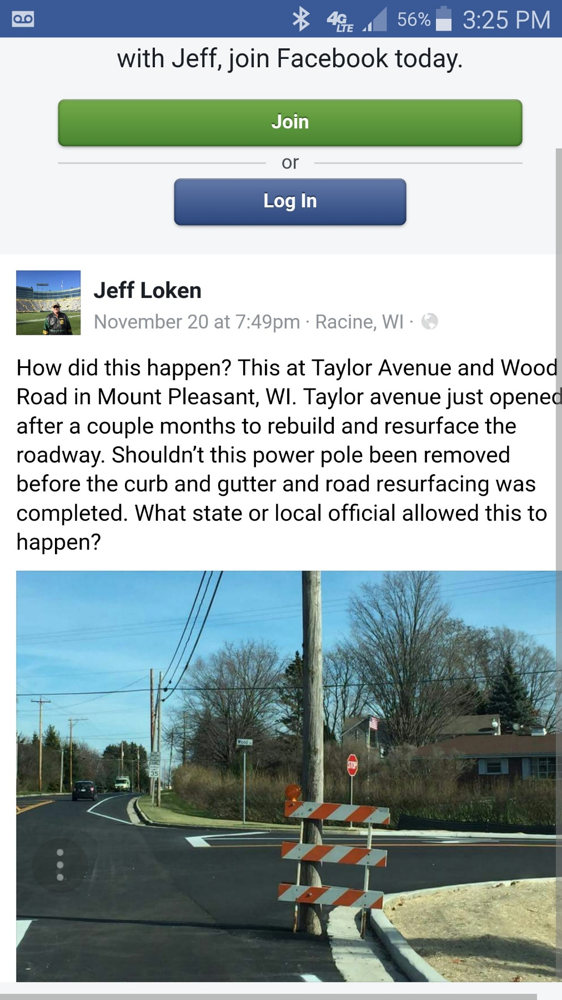 56% 3:25 PM
4G
LTE
with Jeff, join Facebook today.
Join
or
Log In
Jeff Loken
November 20 at 7:49pm · Racine, WI ·
How did this happen? This at Taylor Avenue and Wood
Road in Mount Pleasant, WI. Taylor avenue just opened
after a couple months to rebuild and resurface the
roadway. Shouldn’t this power pole been removed
before the curb and gutter and road resurfacing was
completed. What state or local official allowed this to
happen?
Wood
STOP
35